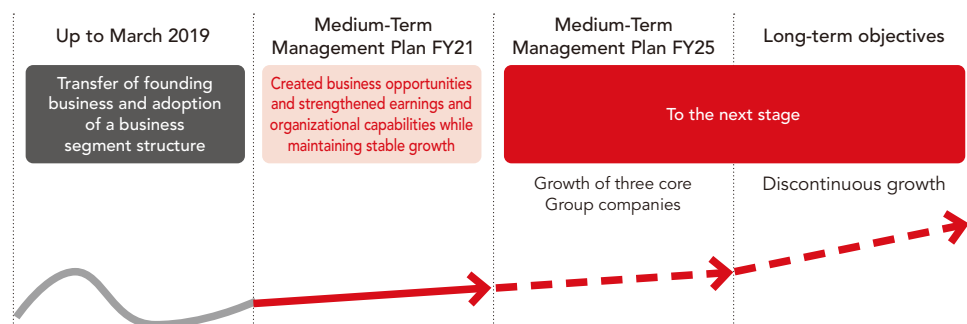 Up to March 2019
Transfer of founding
business and adoption
of a business
segment structure
Medium-Term
Management Plan FY21
Created business opportunities
and strengthened earnings and
organizational capabilities while
maintaining stable growth
Medium-Term
Management Plan FY25
Long-term objectives
To the next stage
Growth of three core
Group companies
Discontinuous growth